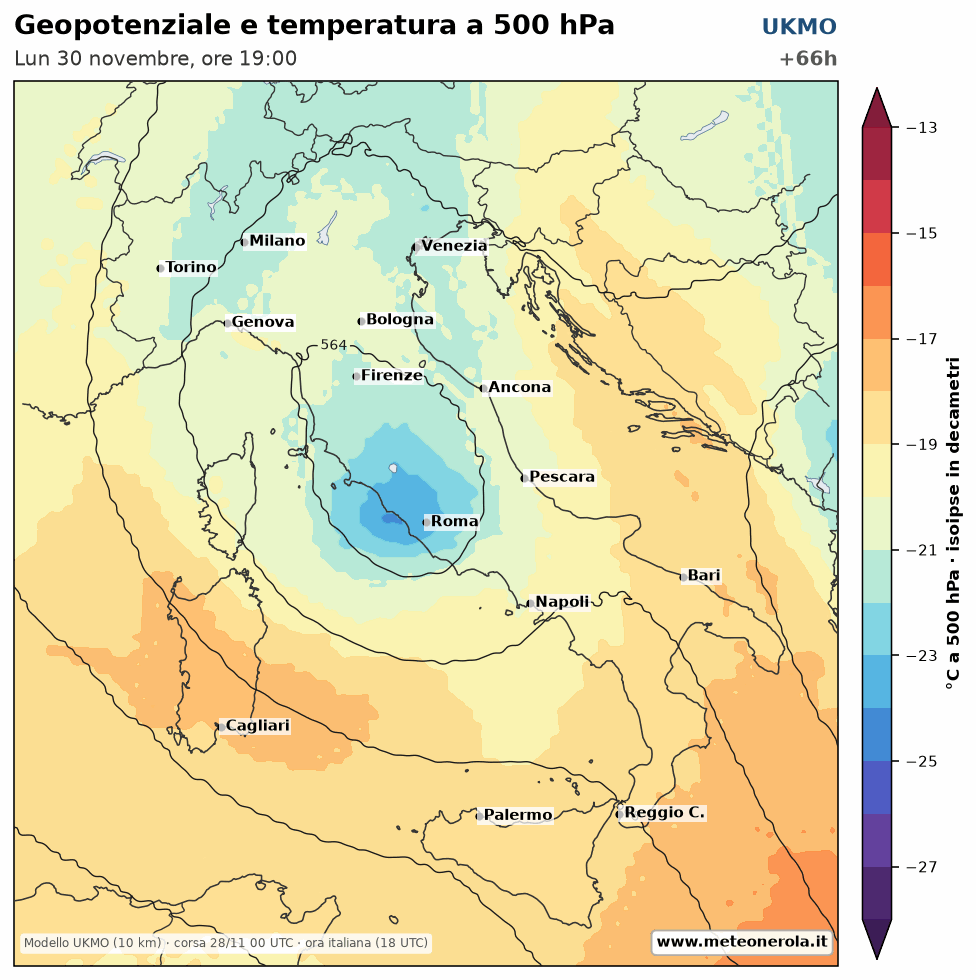 Geopotenziale e temperatura a 500 hPa
UKMO
Lun 30 novembre, ore 19:00
+66h
Milano
Venezia
Torino
Genova
Bologna
564
Firenze
Ancona
Pescara
Roma
Bari
Napoli
Cagliari
Palermo
Reggio C.
−13
−15
−17
−19
−21
−23
−25
−27
°C a 500 hPa · isoipse in decametri
Modello UKMO (10 km) · corsa 28/11 00 UTC · ora italiana (18 UTC)
www.meteonerola.it